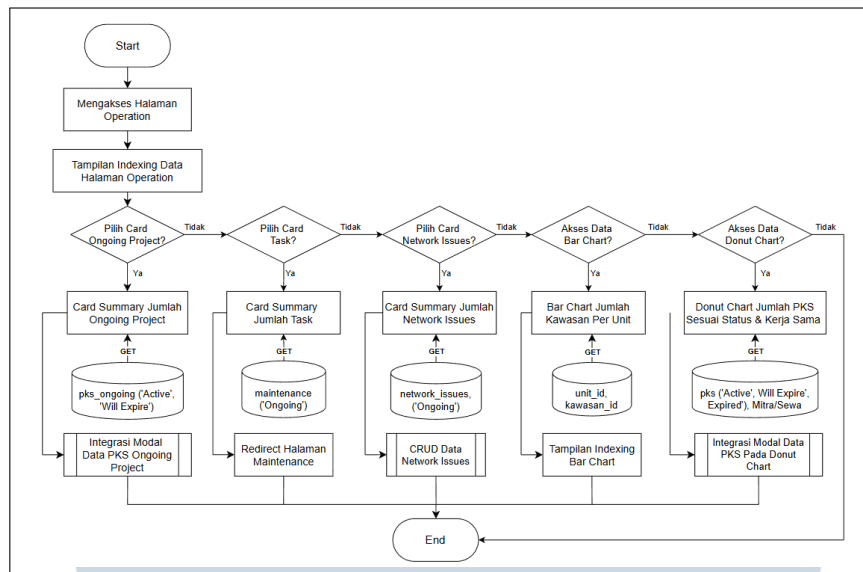 Start
Mengakses Halaman
Operation
Tampilan Indexing Data
Halaman Operation
Pilih Card
Ongoing Project?
Tidak
Pilih Card
Task?
Tidak
Pilih Card
Network Issues?
Tidak
Akses Data
Bar Chart?
Tidak
Akses Data
Donut Chart?
Tidak
Ya
Ya
Ya
Ya
Ya
Card Summary Jumlah
Ongoing Project
Card Summary
Jumlah Task
Card Summary Jumlah
Network Issues
Bar Chart Jumlah
Kawasan Per Unit
Donut Chart Jumlah PKS
Sesuai Status & Kerja Sama
GET
GET
GET
GET
GET
pks_ongoing ('Active',
'Will Expire')
maintenance
('Ongoing')
network_issues,
('Ongoing')
unit_id,
kawasan_id
pks ('Active', Will Expire',
Expired'), Mitra/Sewa
Integrasi Modal
Data PKS Ongoing
Project
Redirect Halaman
Maintenance
CRUD Data
Network Issues
Tampilan Indexing
Bar Chart
Integrasi Modal Data
PKS Pada Donut
Chart
End